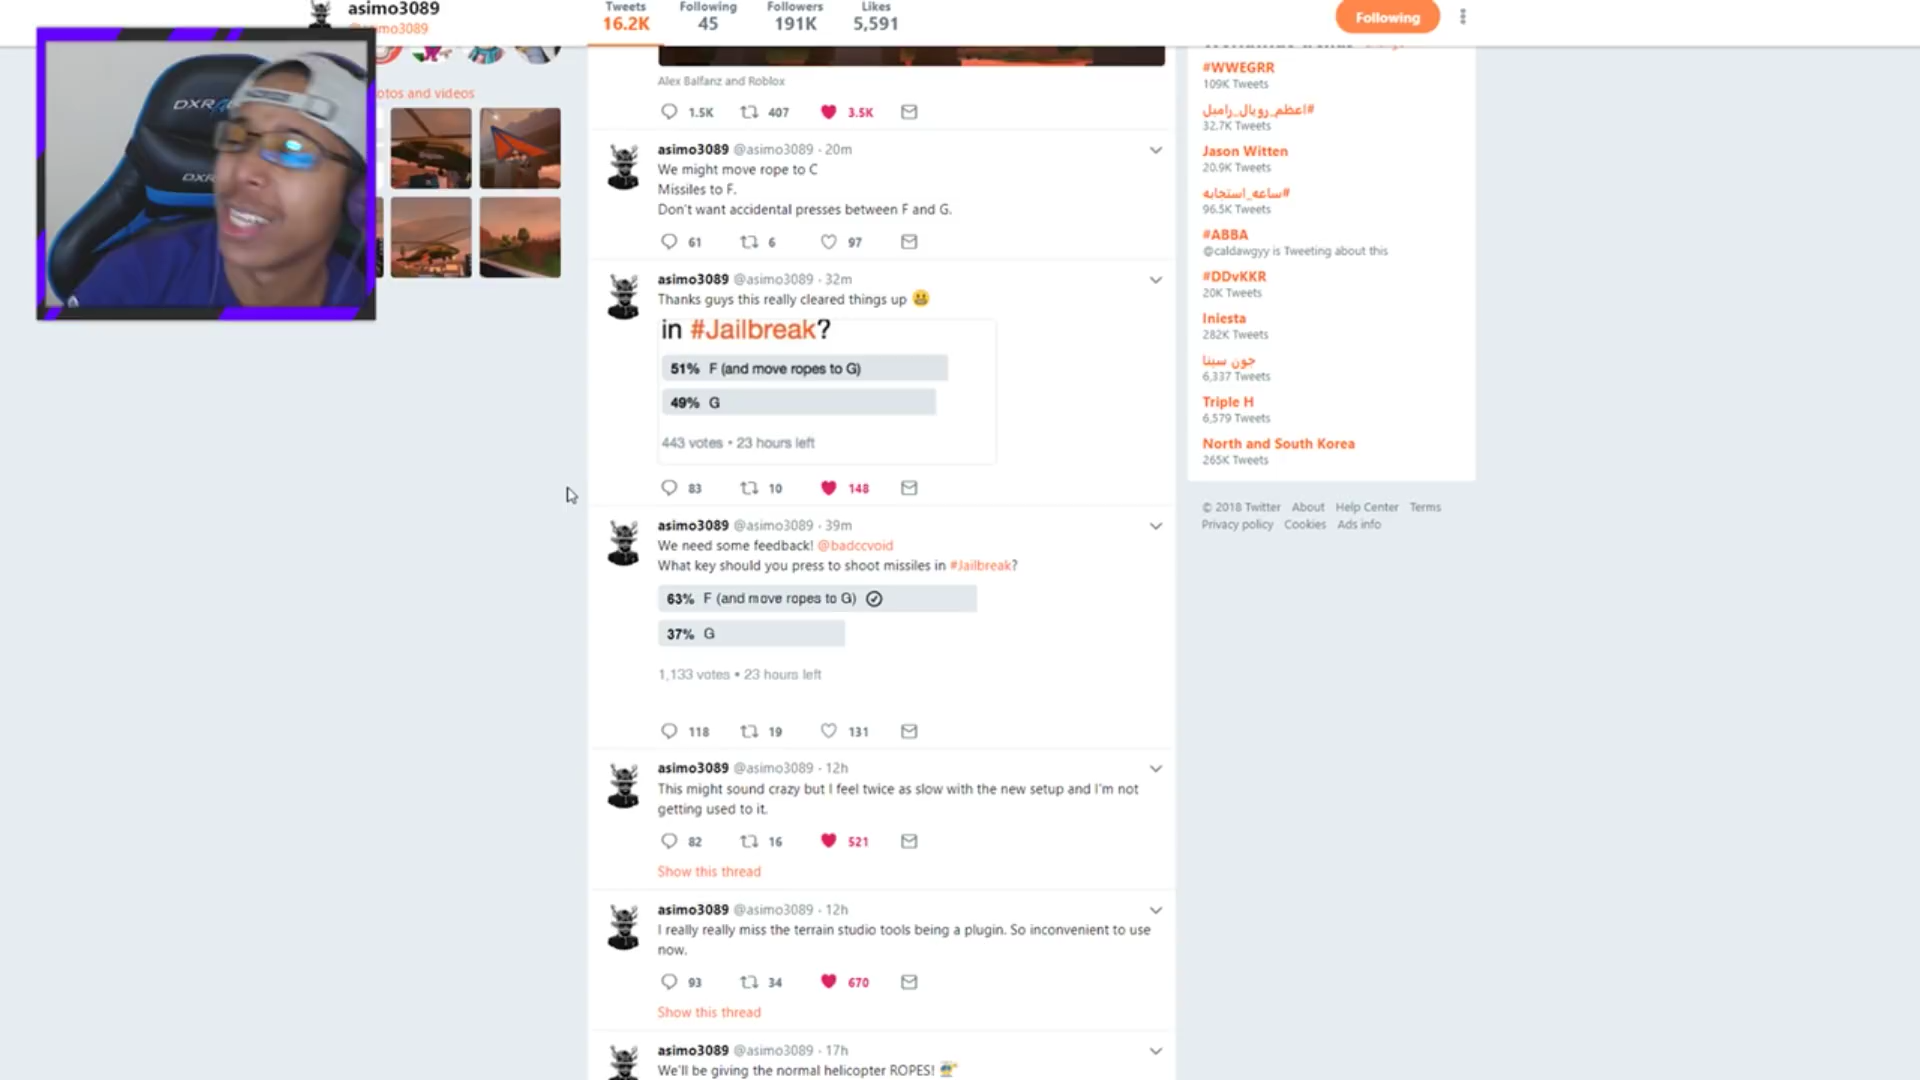 asimo3089
Tweets
16.2K
Following
45
Followers
191K
Likes
5,591
Following
DXR
DXR
Alex Balfanz and Roblox
1.5K 407 3.5K
asimo3089 @asimo3089 · 20m
We might move rope to C
Missiles to F.
Don't want accidental presses between F and G.
61 6 97
asimo3089 @asimo3089 · 32m
Thanks guys this really cleared things up 😬
in #Jailbreak?
51% F (and move ropes to G)
49% G
443 votes • 23 hours left
83 10 148
asimo3089 @asimo3089 · 39m
We need some feedback! @badccvoid
What key should you press to shoot missiles in #Jailbreak?
63% F (and move ropes to G)
37% G
1,133 votes • 23 hours left
118 19 131
asimo3089 @asimo3089 · 12h
This might sound crazy but I feel twice as slow with the new setup and I'm not
getting used to it.
82 16 521
Show this thread
asimo3089 @asimo3089 · 12h
I really really miss the terrain studio tools being a plugin. So inconvenient to use
now.
93 34 670
Show this thread
asimo3089 @asimo3089 · 17h
We'll be giving the normal helicopter ROPES! 🚁
#WWEGRR
109K Tweets
#اعظم_رويال_رامبل
32.7K Tweets
Jason Witten
20.9K Tweets
#ساعه_استجابه
96.5K Tweets
#ABBA
@caldawgyy is Tweeting about this
#DDvKKR
20K Tweets
Iniesta
282K Tweets
جون سينا
6,337 Tweets
Triple H
6,579 Tweets
North and South Korea
265K Tweets
© 2018 Twitter About Help Center Terms
Privacy policy Cookies Ads info